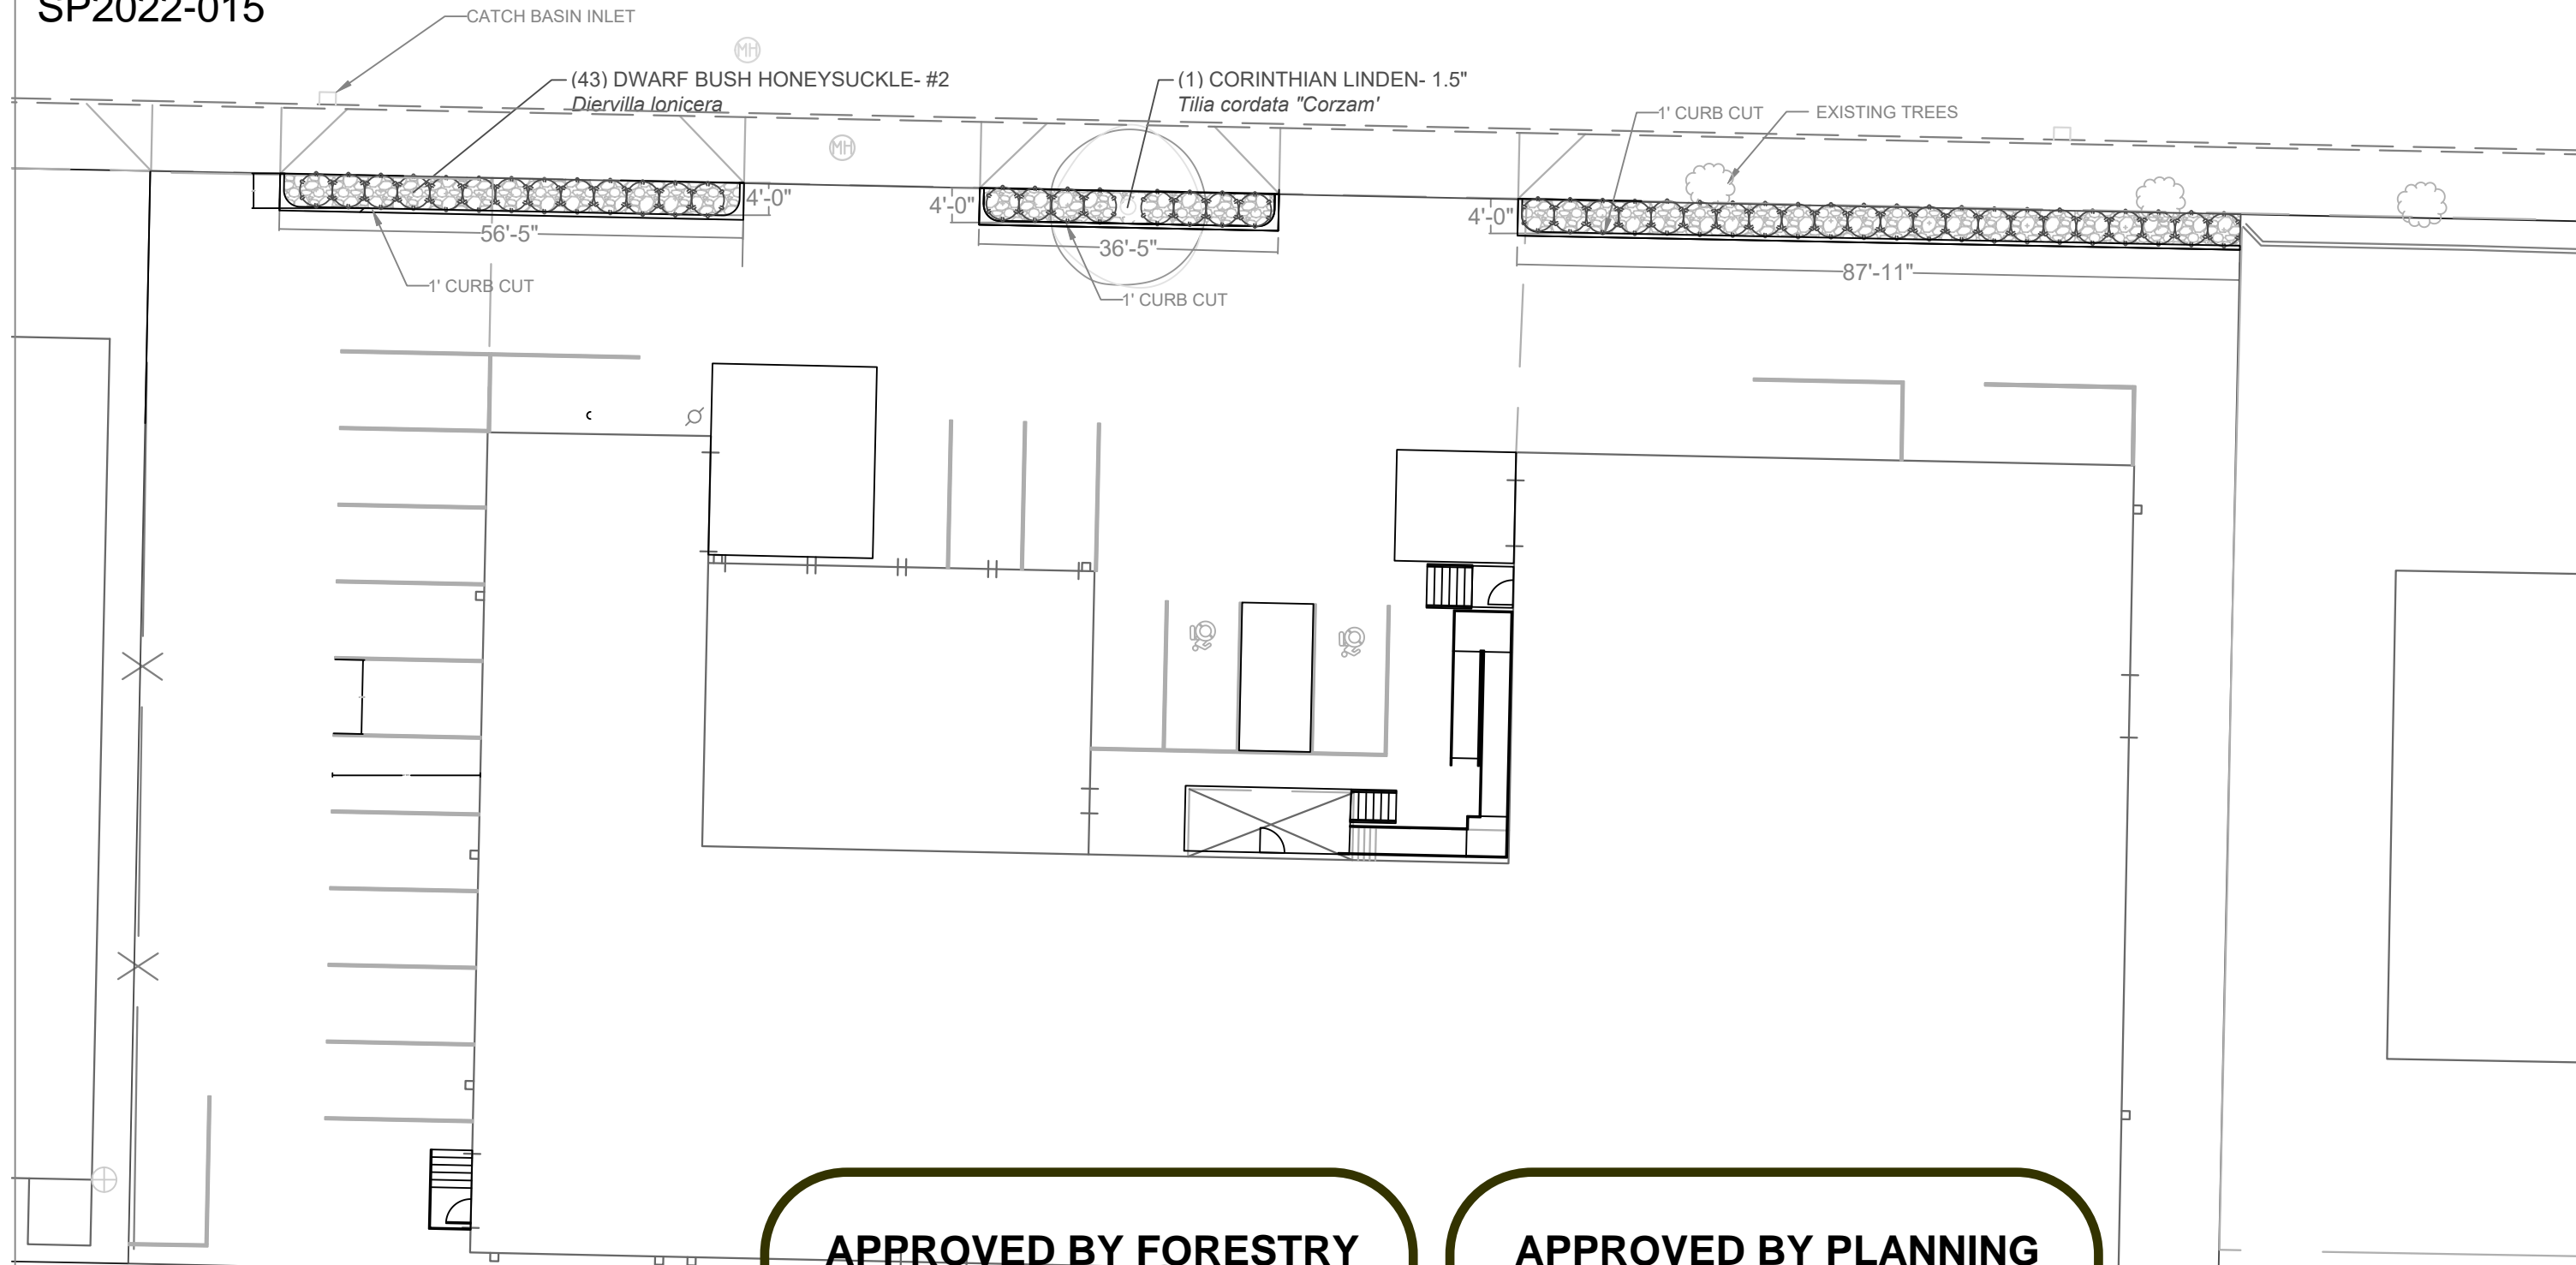 SP2022-015
CATCH BASIN INLET
MH
(43) DWARF BUSH HONEYSUCKLE- #2
Diervilla lonicera
(1) CORINTHIAN LINDEN- 1.5"
Tilia cordata "Corzam'
1' CURB CUT
EXISTING TREES
MH
4'-0"
4'-0"
4'-0"
56'-5"
36'-5"
87'-11"
1' CURB CUT
1' CURB CUT
APPROVED BY FORESTRY
APPROVED BY PLANNING